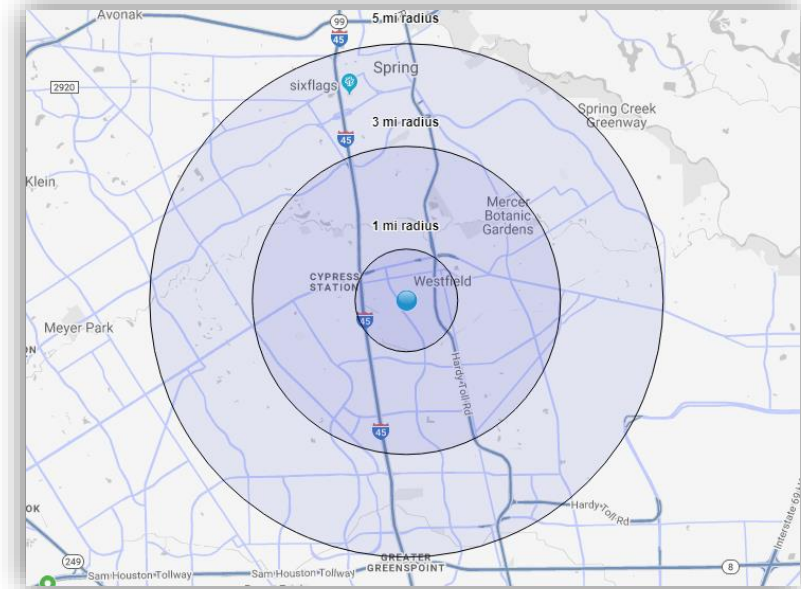 Avonak
99
5 mi radius
45
Spring
2920
sixflags
Spring Creek
Greenway
3 mi radius
45
Klein
Mercer
Botanic
Gardens
1 mi radius
CYPRESS
STATION
Westfield
45
Meyer Park
ON
Hardy Toll Rd
45
OK
Hardy Toll Rd
Interstate 69
249
GREATER
GREENSPOINT
8
Sam Houston Tollway
Sam Houston Tollway